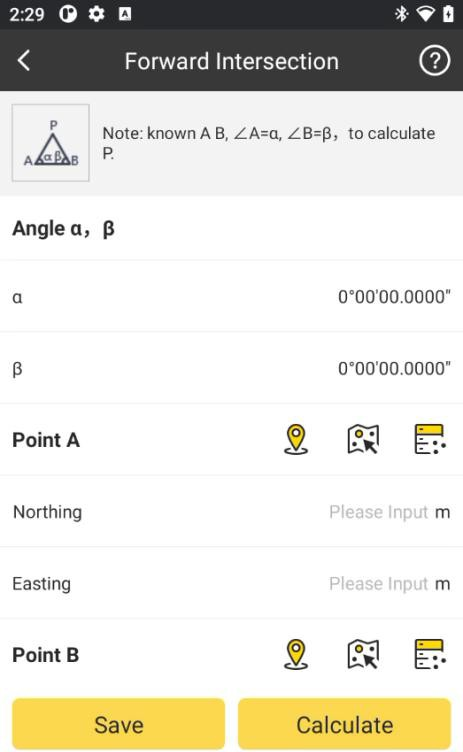 2:29
Forward Intersection
?
P
A α β B
Note: known A B, ∠A=α, ∠B=β， to calculate
P.
Angle α， β
α 0°00'00.0000"
β 0°00'00.0000"
Point A
Northing Please Input m
Easting Please Input m
Point B
Save Calculate